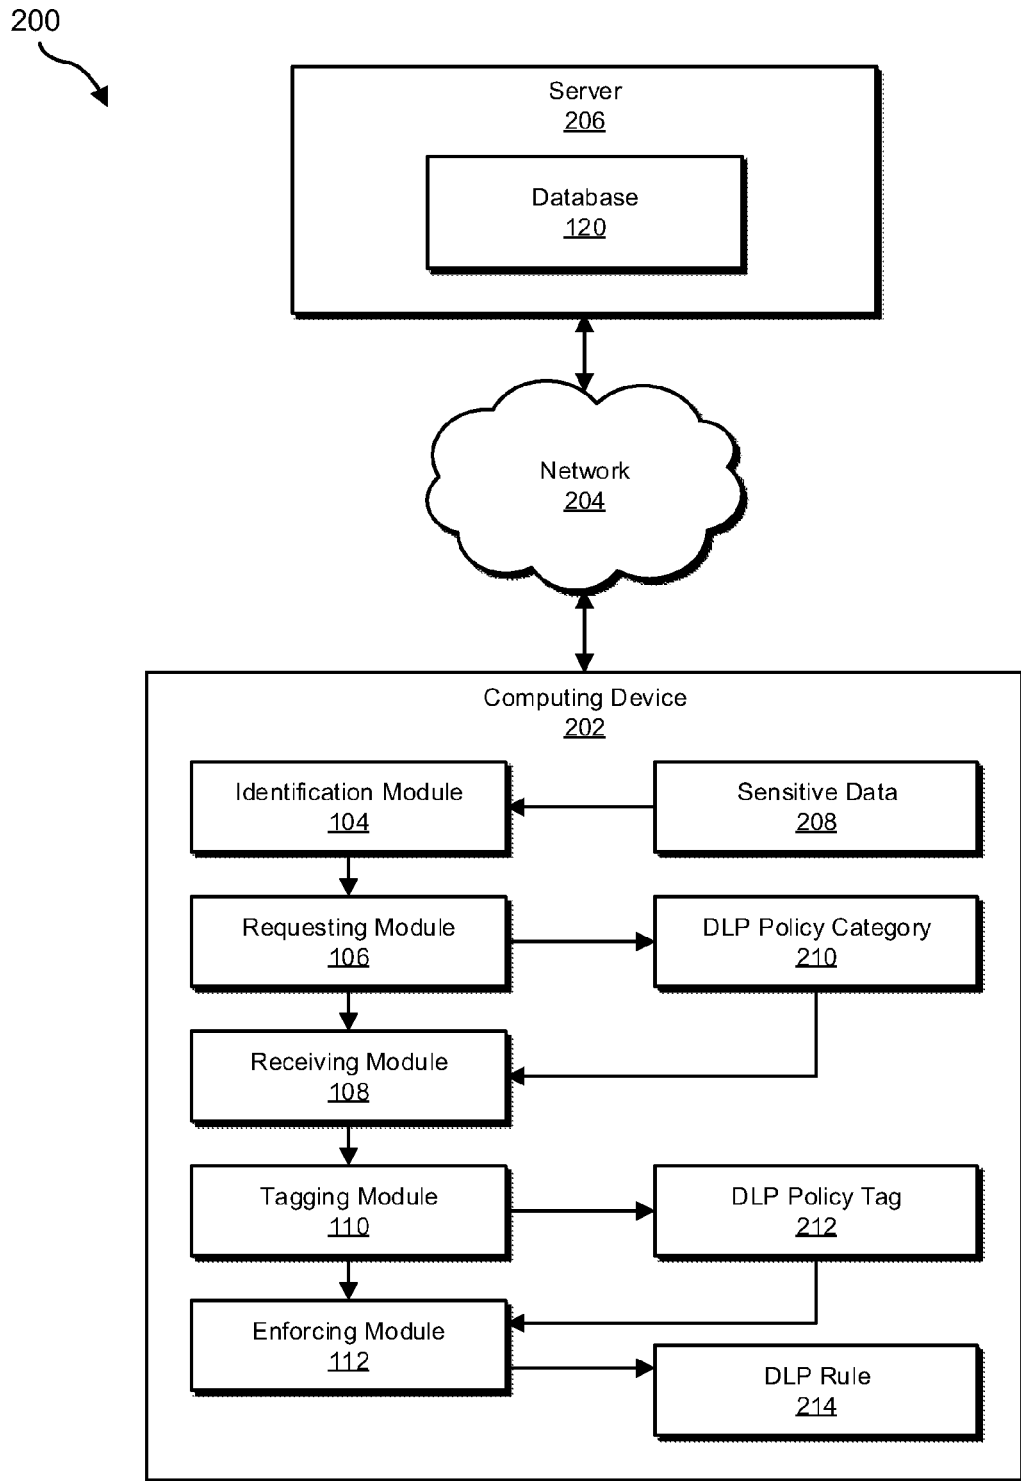 200
Server
206
Database
120
Network
204
Computing Device
202
Identification Module
104
Sensitive Data
208
Requesting Module
106
DLP Policy Category
210
Receiving Module
108
Tagging Module
110
DLP Policy Tag
212
Enforcing Module
112
DLP Rule
214